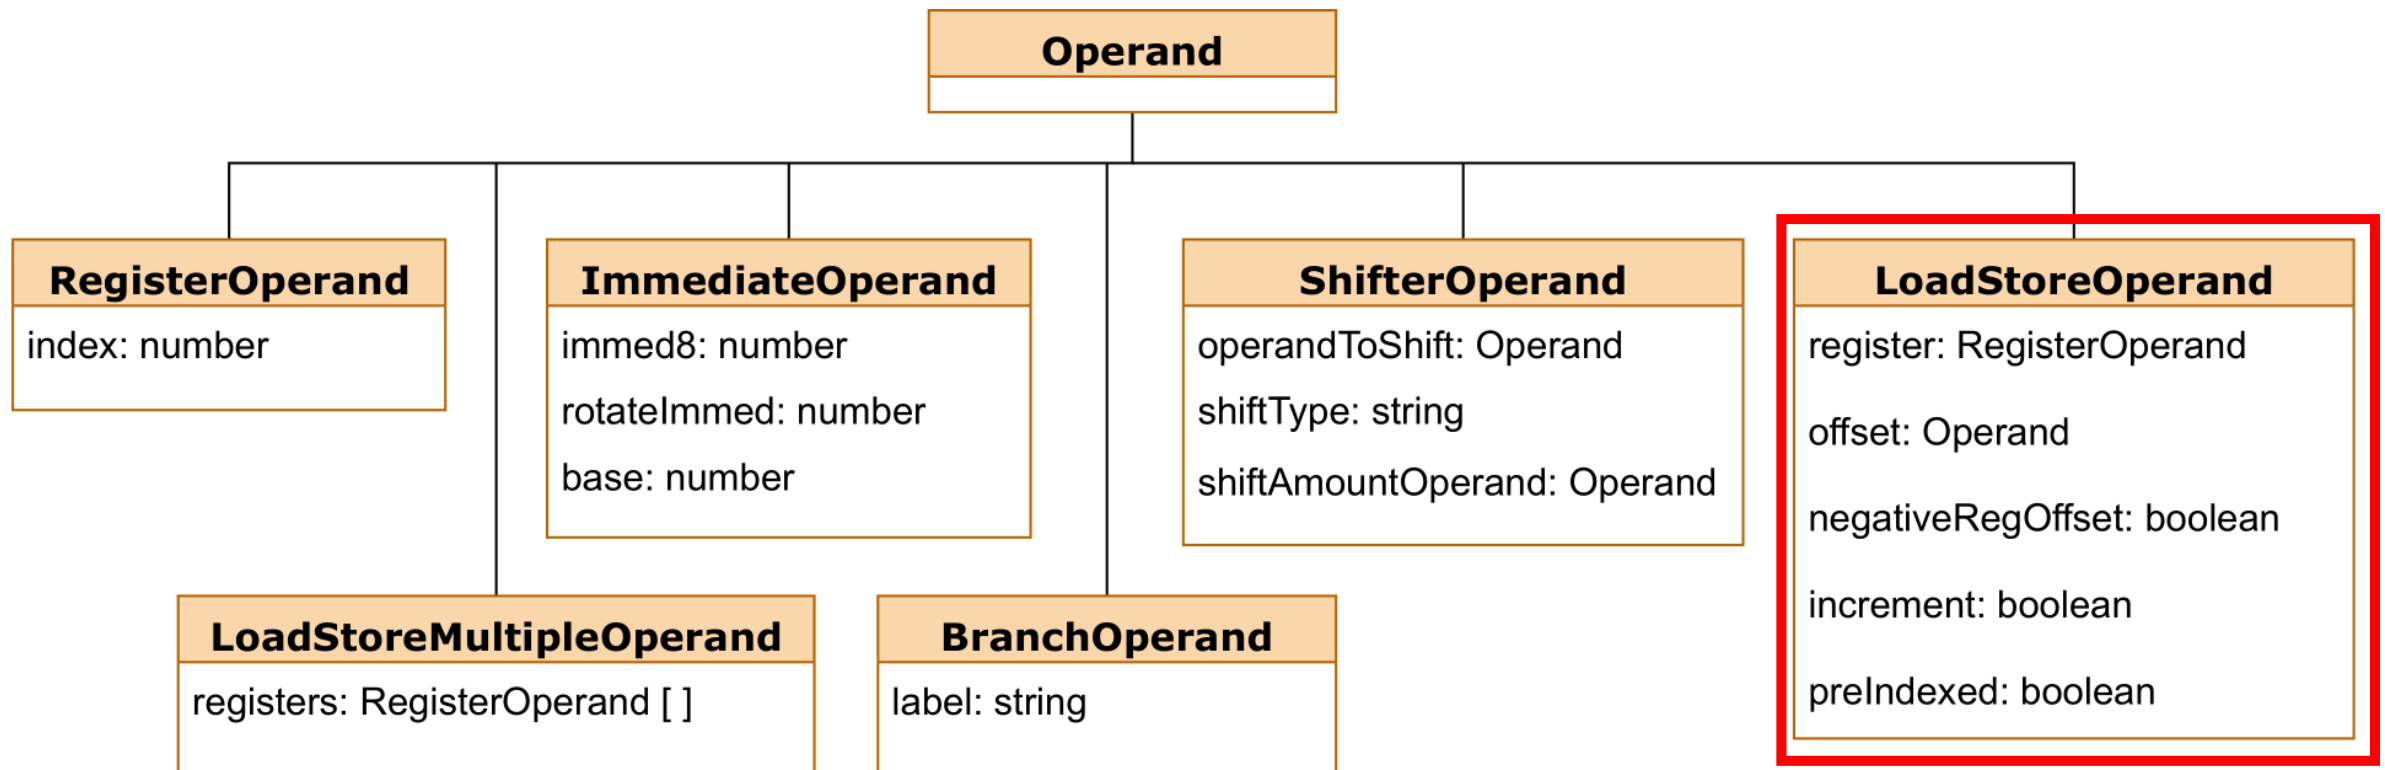 Operand
RegisterOperand
index: number
ImmediateOperand
immed8: number
rotateImmed: number
base: number
ShifterOperand
operandToShift: Operand
shiftType: string
shiftAmountOperand: Operand
LoadStoreOperand
register: RegisterOperand
offset: Operand
negativeRegOffset: boolean
increment: boolean
preIndexed: boolean
LoadStoreMultipleOperand
registers: RegisterOperand [ ]
BranchOperand
label: string